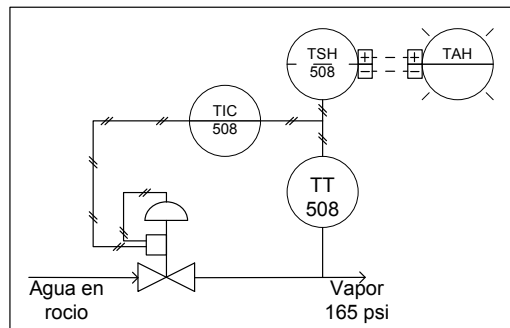 TSH
508
+
−
+
−
TAH
TIC
508
TT
508
Agua en
rocio
Vapor
165 psi